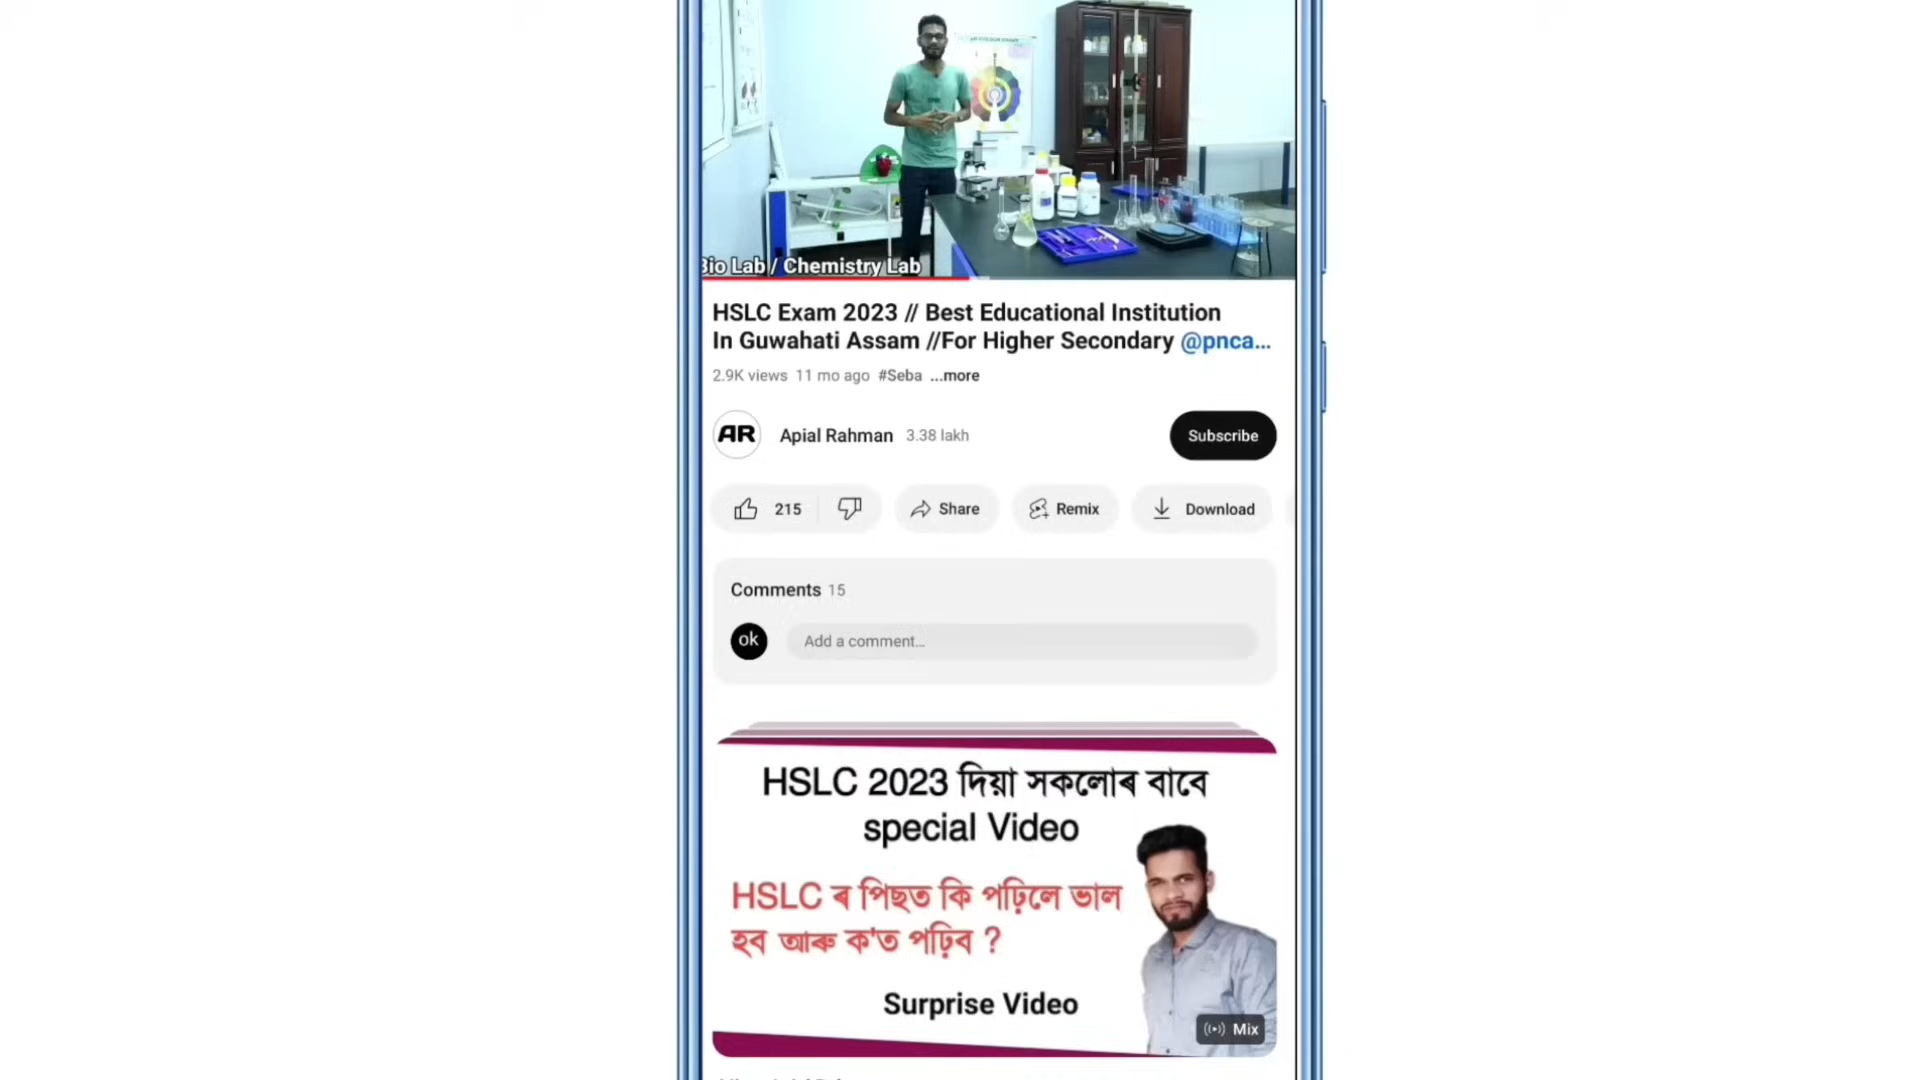 Bio Lab / Chemistry Lab
HSLC Exam 2023 // Best Educational Institution
In Guwahati Assam //For Higher Secondary @pnca...
2.9K views 11 mo ago #Seba ...more
AR Apial Rahman 3.38 lakh Subscribe
215 Share Remix Download
Comments 15
ok Add a comment...
HSLC 2023 দিয়া সকলোৰ বাবে
special Video
HSLC ৰ পিছত কি পঢ়িলে ভাল
হব আৰু ক'ত পঢ়িব ?
Surprise Video
Mix